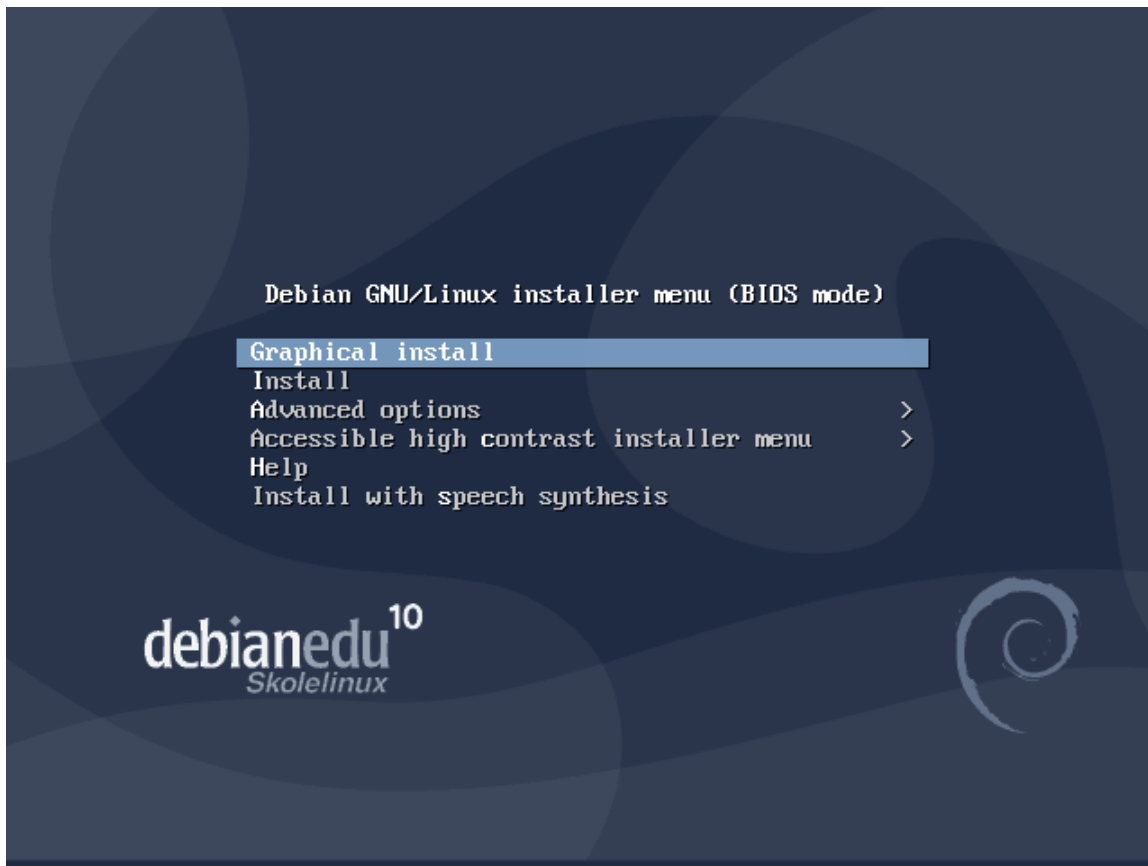 Debian GNU/Linux installer menu (BIOS mode)
Graphical install
Install
Advanced options >
Accessible high contrast installer menu >
Help
Install with speech synthesis
debianedu 10
Skolelinux